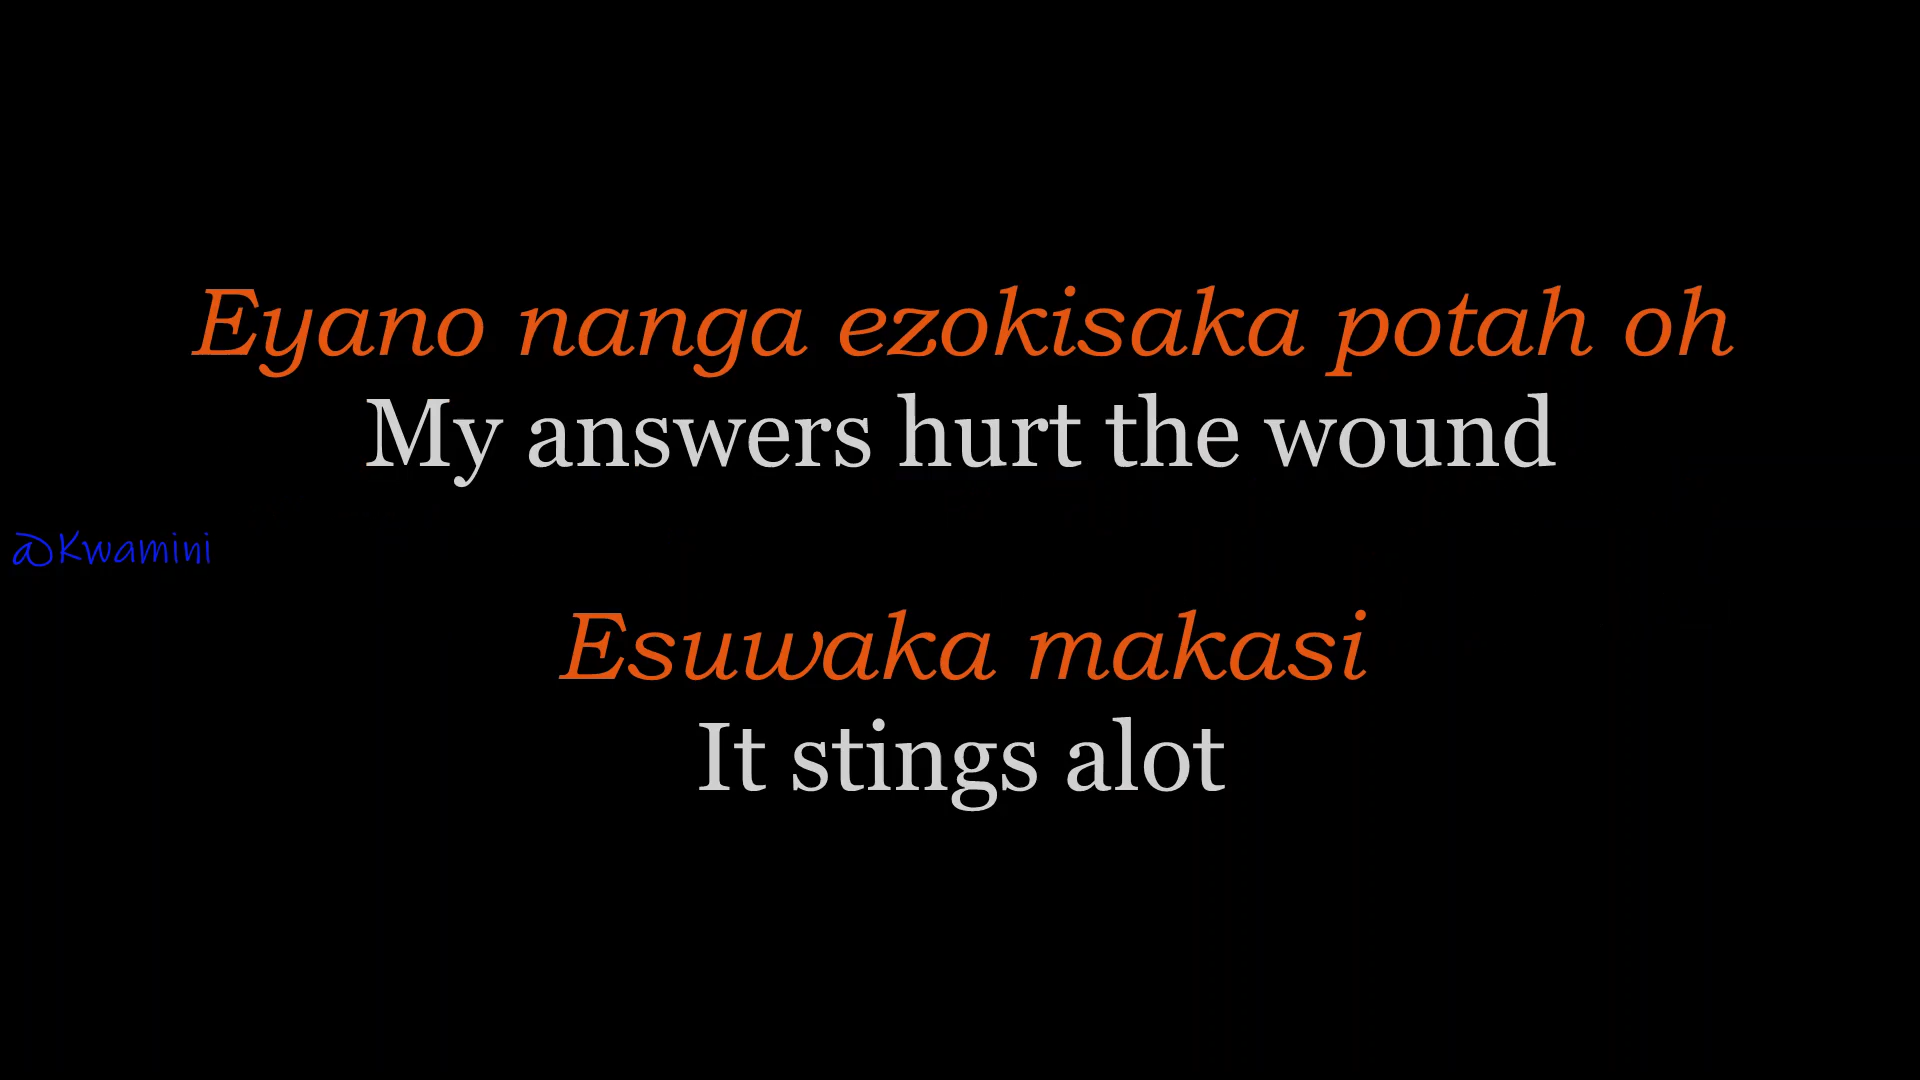 Eyano nanga ezokisaka potah oh
My answers hurt the wound
@Kwamini
Esuwaka makasi
It stings alot